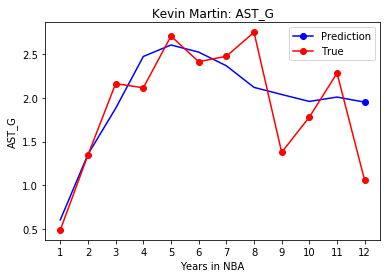 Kevin Martin: AST_G
Prediction
True
2.5
2.0
1.5
1.0
0.5
AST_G
1 2 3 4 5 6 7 8 9 10 11 12
Years in NBA